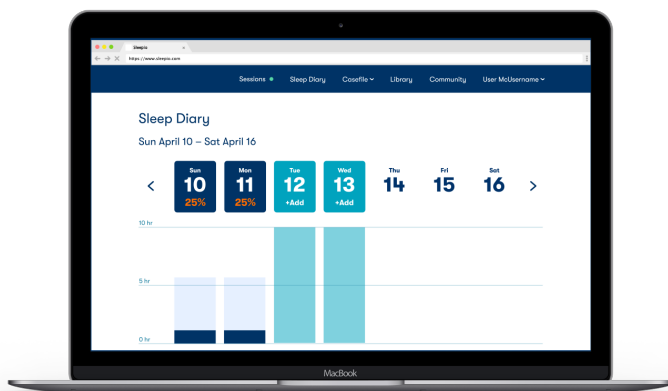 Sleepio ×
https://www.sleepio.com
Sessions Sleep Diary Casefile Library Community User McUsername
Sleep Diary
Sun April 10 – Sat April 16
Sun Mon Tue Wed Thu Fri Sat
< 10 11 12 13 14 15 16 >
25% 25% +Add +Add
10 hr
5 hr
0 hr
MacBook